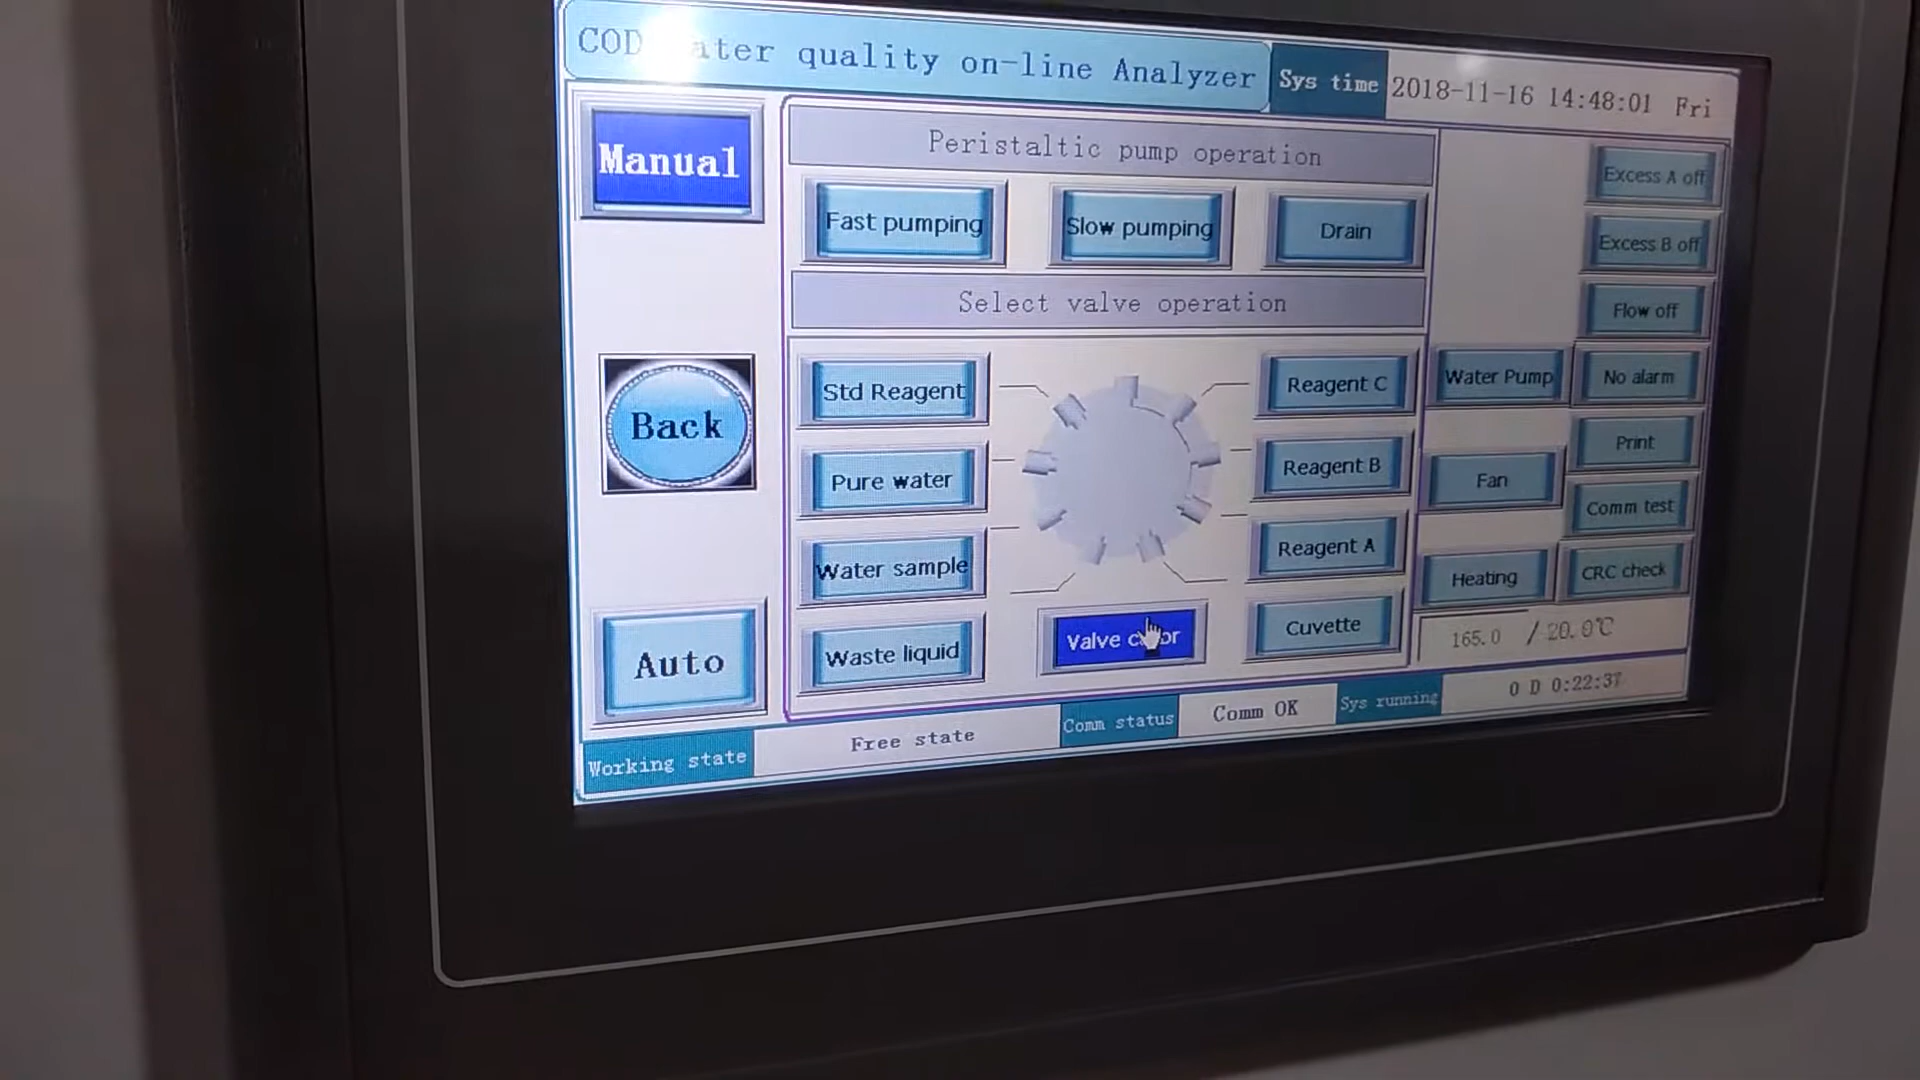 COD water quality on-line Analyzer
Sys time
2018-11-16 14:48:01 Fri
Manual
Back
Auto
Peristaltic pump operation
Fast pumping
Slow pumping
Drain
Select valve operation
Std Reagent
Pure water
Water sample
Waste liquid
Reagent C
Reagent B
Reagent A
Cuvette
Valve
Water Pump
Fan
Heating
Excess A off
Excess B off
Flow off
No alarm
Print
Comm test
CRC check
165.0 / 20.0℃
Working state
Free state
Comm status
Comm OK
Sys running
0 D 0:22:37